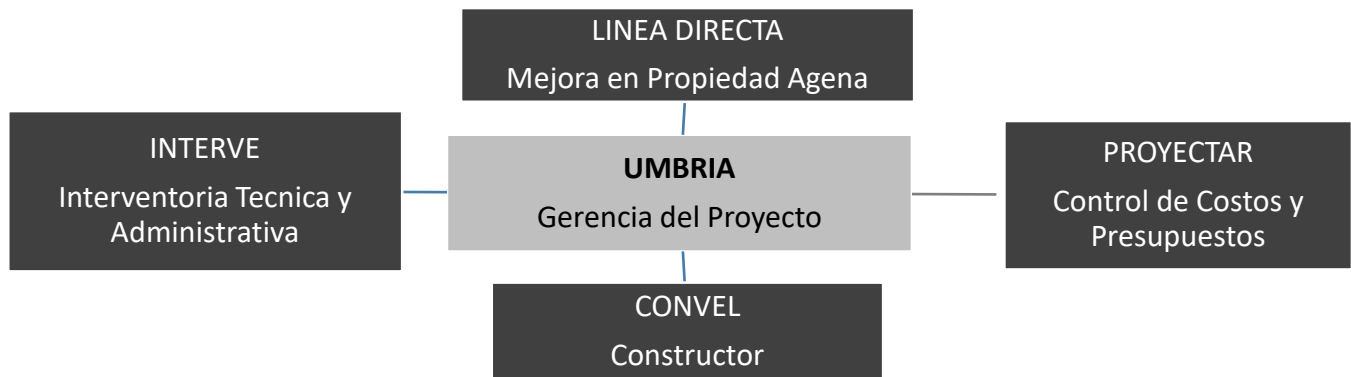 LINEA DIRECTA
Mejora en Propiedad Agena
INTERVE
Interventoria Tecnica y
Administrativa
UMBRIA
Gerencia del Proyecto
PROYECTAR
Control de Costos y
Presupuestos
CONVEL
Constructor